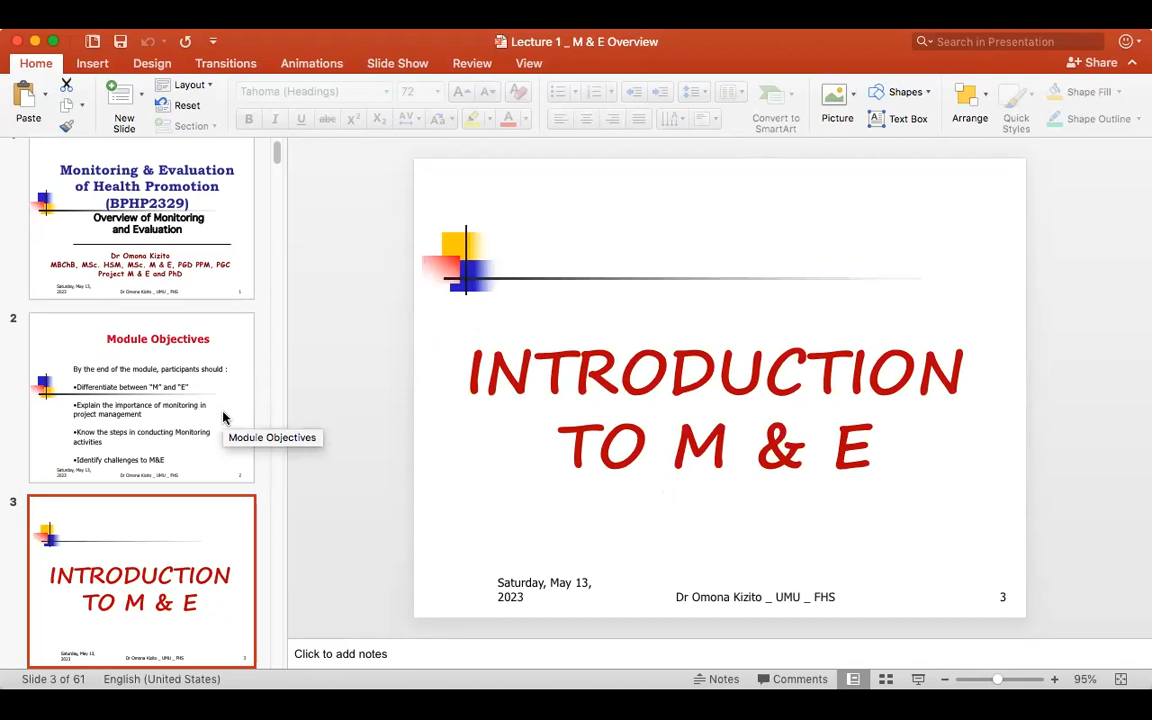 Lecture 1 _ M & E Overview
Search in Presentation
Home Insert Design Transitions Animations Slide Show Review View
Share
Paste
New
Slide
Layout
Reset
Section
Tahoma (Headings) 72
B I U abc X² X₂ AV Aa A
Convert to
SmartArt
Picture
Shapes
Text Box
Arrange
Quick
Styles
Shape Fill
Shape Outline
Monitoring & Evaluation
of Health Promotion
(BPHP2329)
Overview of Monitoring
and Evaluation
Dr Omona Kizito
MBChB, MSc. HSM, MSc. M & E, PGD PPM, PGC
Project M & E and PhD
Saturday, May 13,
2023 Dr Omona Kizito _ UMU _ FHS 1
2
Module Objectives
By the end of the module, participants should :
•Differentiate between "M" and "E"
•Explain the importance of monitoring in
project management
•Know the steps in conducting Monitoring
activities
•Identify challenges to M&E
Saturday, May 13,
2023 Dr Omona Kizito _ UMU _ FHS 2
Module Objectives
3
INTRODUCTION
TO M & E
Saturday, May 13,
2023 Dr Omona Kizito _ UMU _ FHS 3
INTRODUCTION
TO M & E
Saturday, May 13,
2023 Dr Omona Kizito _ UMU _ FHS 3
Click to add notes
Slide 3 of 61 English (United States) Notes Comments 95%